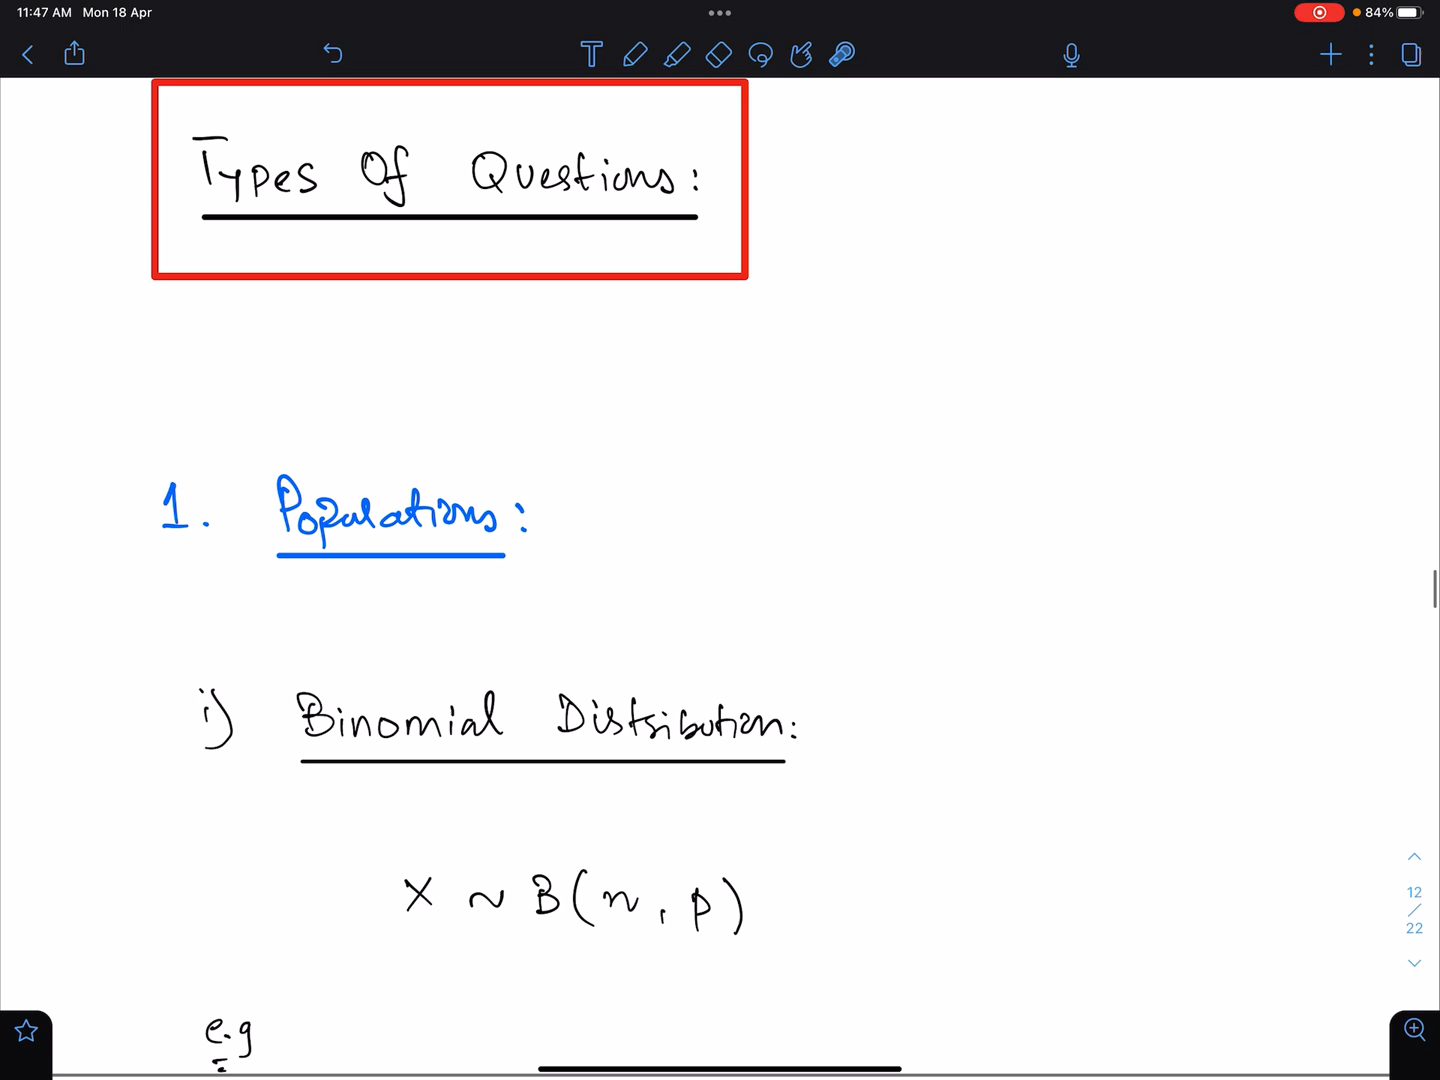 11:47 AM Mon 18 Apr
84%
Types Of Questions:
1. Populations:
i) Binomial Distribution:
X ~ B(n, p)
12
/
22
e.g